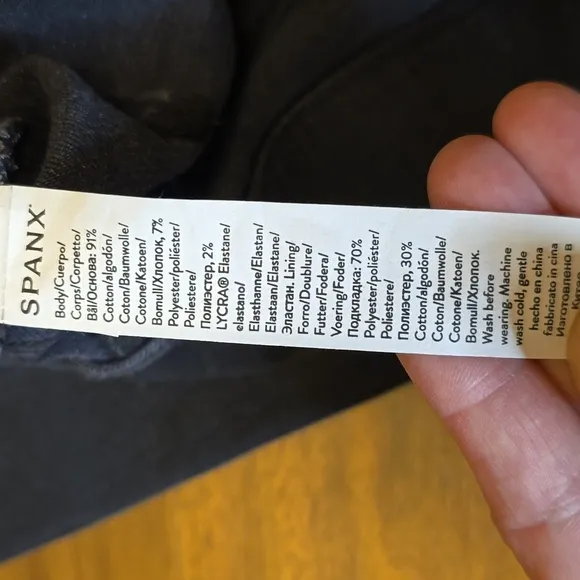 SPANX®
Body/Cuerpo/
Corps/Corpetto/
Bål/Основа: 91%
Cotton/algodón/
Coton/Baumwolle/
Cotone/Katoen/
Bomull/Хлопок, 7%
Polyester/poliéster/
Poliestere/
Полиэстер, 2%
LYCRA® Elastane/
elastano/
Elasthanne/Elastan/
Elastaan/Elastane/
Эластан. Lining/
Forro/Doublure/
Futter/Fodera/
Voering/Foder/
Подкладка: 70%
Polyester/poliéster/
Poliestere/
Полиэстер, 30%
Cotton/algodón/
Coton/Baumwolle/
Cotone/Katoen/
Bomull/Хлопок.
Wash before
wearing. Machine
wash cold, gentle
hecho en china
fabbricato in cina
Изготовлено в